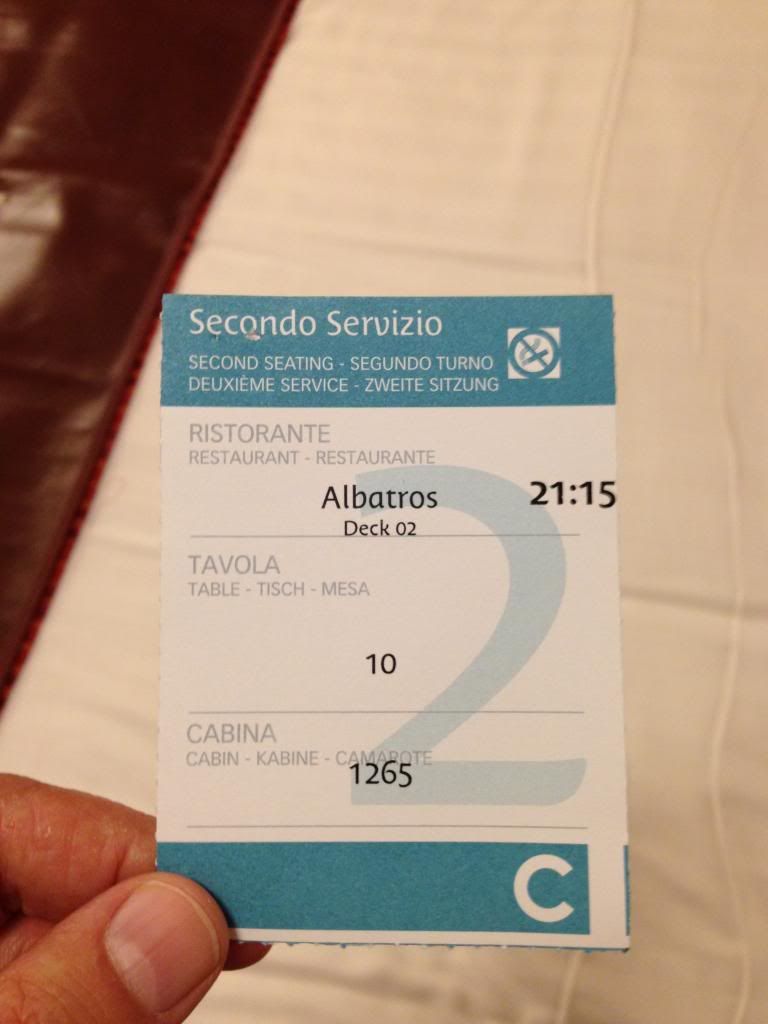 Secondo Servizio
SECOND SEATING - SEGUNDO TURNO
DEUXIÈME SERVICE - ZWEITE SITZUNG
RISTORANTE
RESTAURANT - RESTAURANTE
Albatros 21:15
Deck 02
2
TAVOLA
TABLE - TISCH - MESA
10
CABINA
CABIN - KABINE - CAMAROTE
1265
C